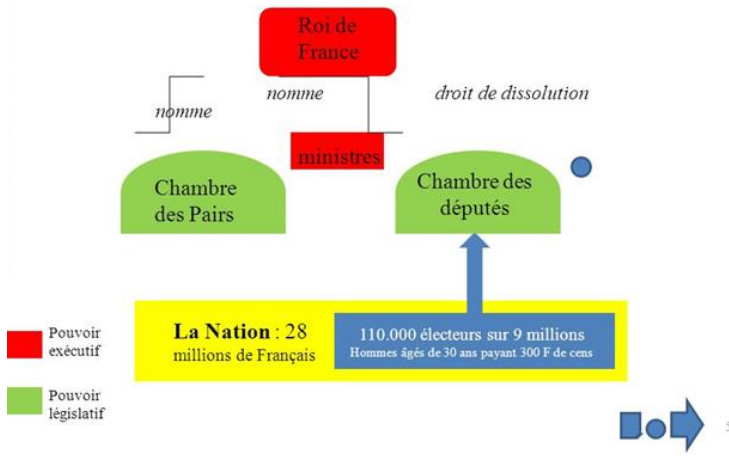 Roi de
France
nomme
nomme
droit de dissolution
ministres
Chambre
des Pairs
Chambre des
députés
La Nation : 28
millions de Français
110.000 électeurs sur 9 millions
Hommes âgés de 30 ans payant 300 F de cens
Pouvoir
exécutif
Pouvoir
législatif